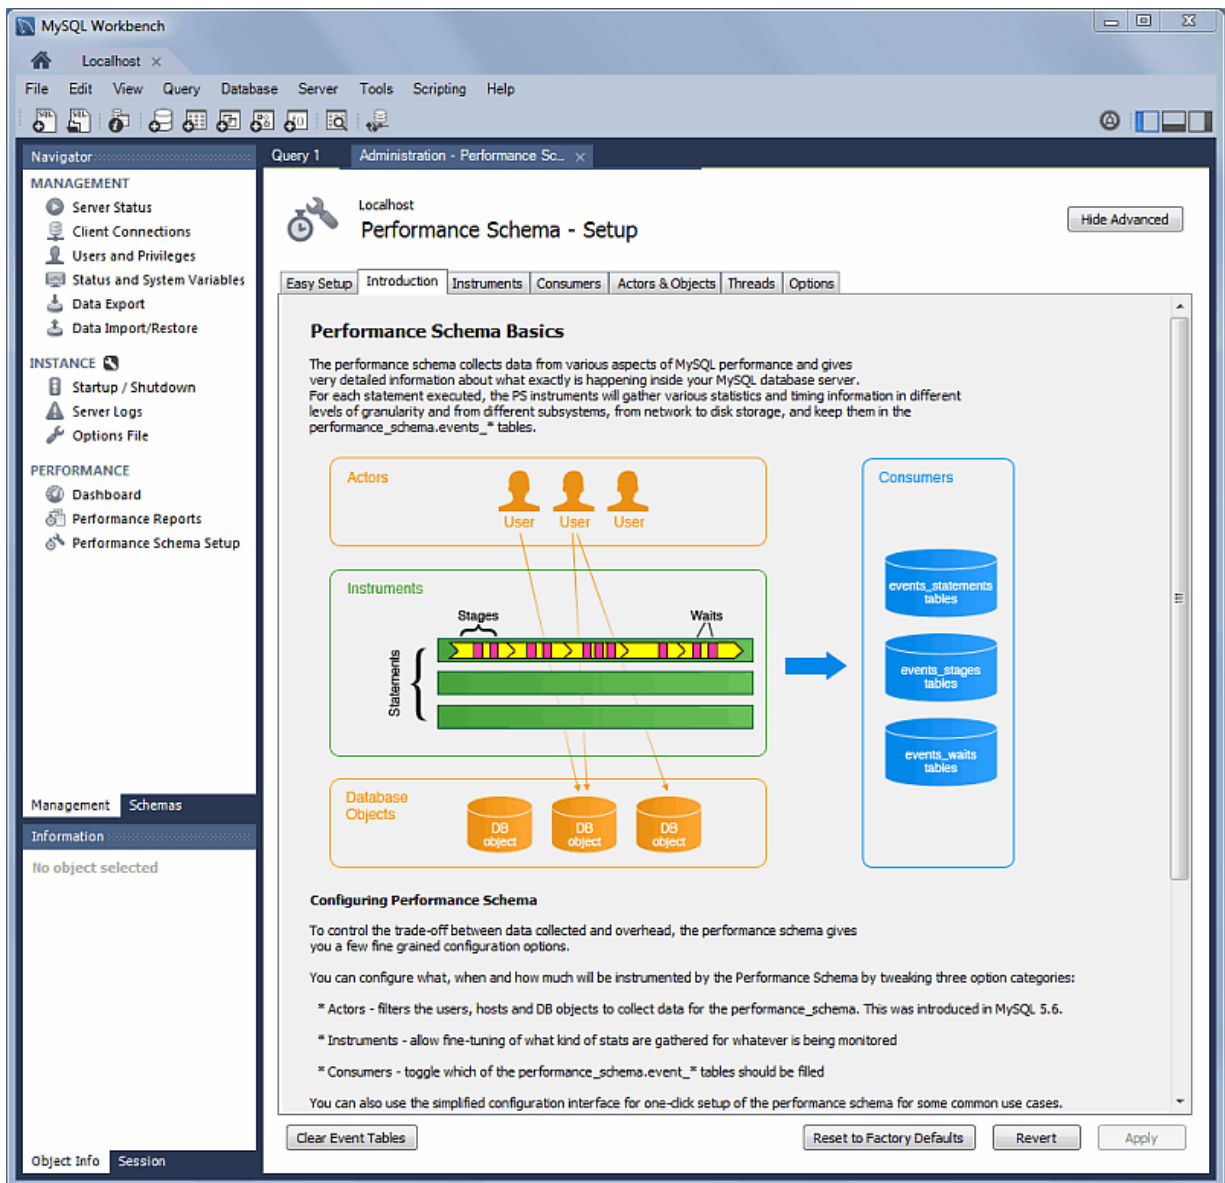 MySQL Workbench
Localhost
File Edit View Query Database Server Tools Scripting Help
Navigator
MANAGEMENT
Server Status
Client Connections
Users and Privileges
Status and System Variables
Data Export
Data Import/Restore
INSTANCE
Startup / Shutdown
Server Logs
Options File
PERFORMANCE
Dashboard
Performance Reports
Performance Schema Setup
Management Schemas
Information
No object selected
Object Info Session
Query 1 Administration - Performance Sc...
Localhost
Performance Schema - Setup
Hide Advanced
Easy Setup Introduction Instruments Consumers Actors & Objects Threads Options
Performance Schema Basics
The performance schema collects data from various aspects of MySQL performance and gives
very detailed information about what exactly is happening inside your MySQL database server.
For each statement executed, the PS instruments will gather various statistics and timing information in different
levels of granularity and from different subsystems, from network to disk storage, and keep them in the
performance_schema.events_* tables.
Actors
User User User
Instruments
Stages Waits
Statements
Database
Objects
DB DB DB
object object object
Consumers
events_statements
tables
events_stages
tables
events_waits
tables
Configuring Performance Schema
To control the trade-off between data collected and overhead, the performance schema gives
you a few fine grained configuration options.
You can configure what, when and how much will be instrumented by the Performance Schema by tweaking three option categories:
* Actors - filters the users, hosts and DB objects to collect data for the performance_schema. This was introduced in MySQL 5.6.
* Instruments - allow fine-tuning of what kind of stats are gathered for whatever is being monitored
* Consumers - toggle which of the performance_schema.event_* tables should be filled
You can also use the simplified configuration interface for one-click setup of the performance schema for some common use cases.
Clear Event Tables Reset to Factory Defaults Revert Apply